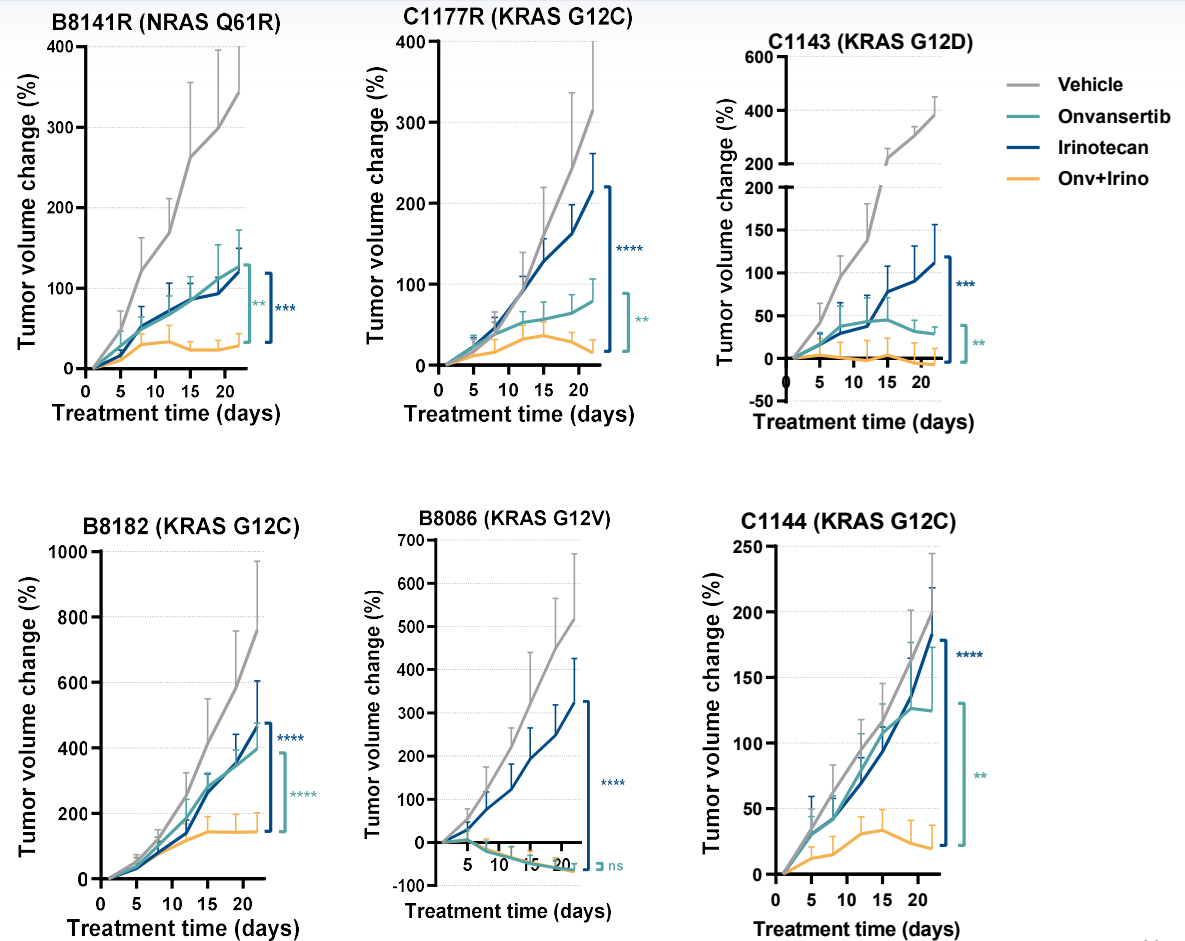 B8141R (NRAS Q61R)
Tumor volume change (%)
400
300
200
100
0
0 5 10 15 20
Treatment time (days)
**
***
C1177R (KRAS G12C)
Tumor volume change (%)
400
300
200
100
0
0 5 10 15 20
Treatment time (days)
****
**
C1143 (KRAS G12D)
Tumor volume change (%)
600
400
200
200
150
100
50
0
-50
0 5 10 15 20
Treatment time (days)
***
**
Vehicle
Onvansertib
Irinotecan
Onv+Irino
B8182 (KRAS G12C)
Tumor volume change (%)
1000
800
600
400
200
0
0 5 10 15 20
Treatment time (days)
****
****
B8086 (KRAS G12V)
Tumor volume change (%)
700
600
500
400
300
200
100
0
-100
5 10 15 20
Treatment time (days)
****
ns
C1144 (KRAS G12C)
Tumor volume change (%)
250
200
150
100
50
0
0 5 10 15 20
Treatment time (days)
****
**